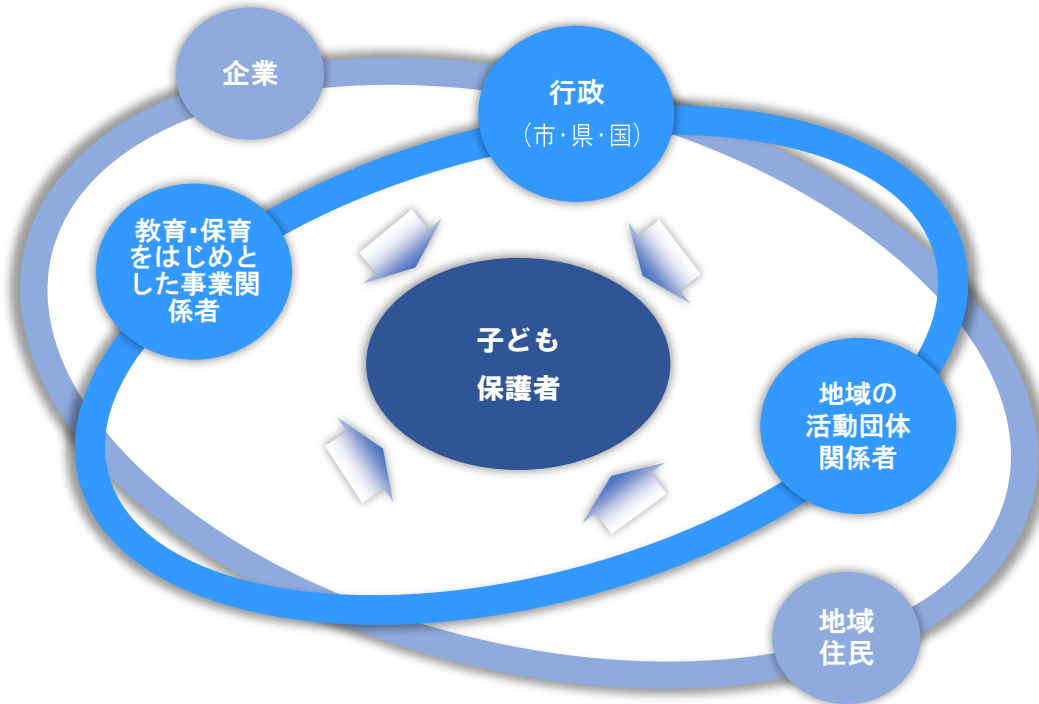 企業
行政
（市・県・国）
教育・保育
をはじめと
した事業関
係者
子ども
保護者
地域の
活動団体
関係者
地域
住民